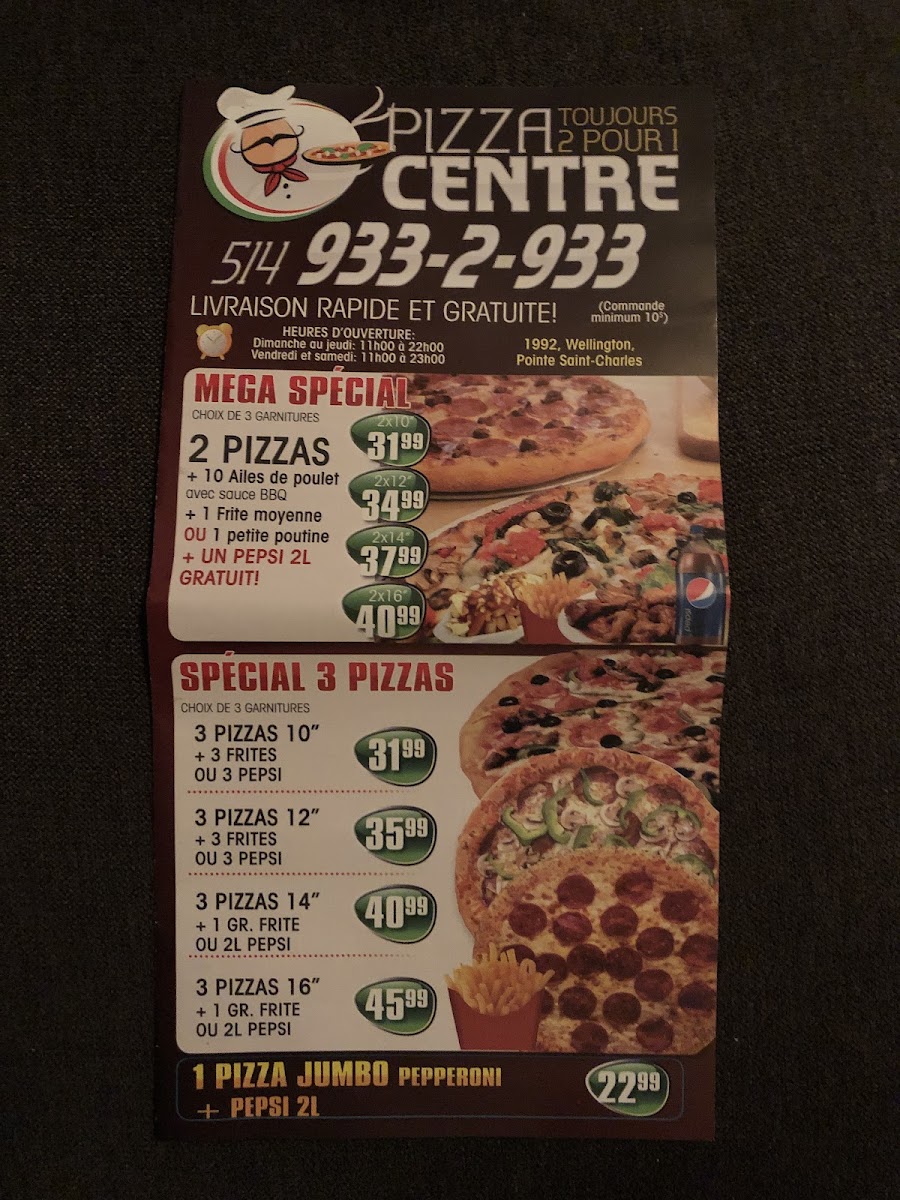 PIZZA TOUJOURS
2 POUR 1
CENTRE
514 933-2-933
LIVRAISON RAPIDE ET GRATUITE!
(Commande
minimum 10$)
HEURES D'OUVERTURE:
Dimanche au jeudi: 11h00 à 22h00
Vendredi et samedi: 11h00 à 23h00
1992, Wellington,
Pointe Saint-Charles
MEGA SPÉCIAL
CHOIX DE 3 GARNITURES
2 PIZZAS
+ 10 Ailes de poulet
avec sauce BBQ
+ 1 Frite moyenne
OU 1 petite poutine
+ UN PEPSI 2L
GRATUIT!
2x10"
3199
2x12"
3499
2x14"
3799
2x16"
4099
pepsi
SPÉCIAL 3 PIZZAS
CHOIX DE 3 GARNITURES
3 PIZZAS 10"
+ 3 FRITES
OU 3 PEPSI
3199
3 PIZZAS 12"
+ 3 FRITES
OU 3 PEPSI
3599
3 PIZZAS 14"
+ 1 GR. FRITE
OU 2L PEPSI
4099
3 PIZZAS 16"
+ 1 GR. FRITE
OU 2L PEPSI
4599
1 PIZZA JUMBO PEPPERONI
+ PEPSI 2L
2299